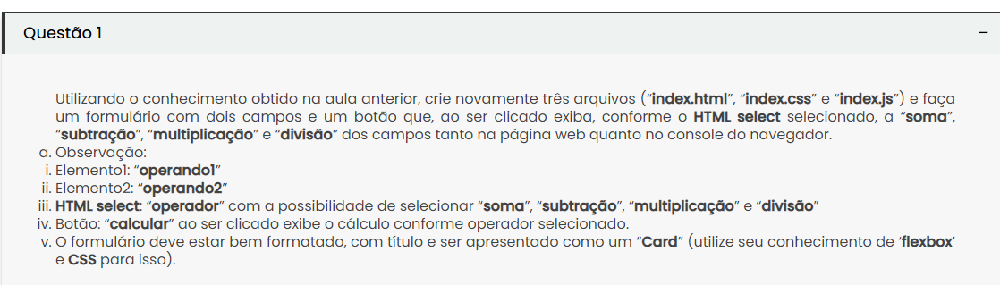 Questão 1
−
Utilizando o conhecimento obtido na aula anterior, crie novamente três arquivos (“index.html”, “index.css” e “index.js”) e faça
um formulário com dois campos e um botão que, ao ser clicado exiba, conforme o HTML select selecionado, a “soma”,
“subtração”, “multiplicação” e “divisão” dos campos tanto na página web quanto no console do navegador.
a. Observação:
i. Elemento1: “operando1”
ii. Elemento2: “operando2”
iii. HTML select: “operador” com a possibilidade de selecionar “soma”, “subtração”, “multiplicação” e “divisão”
iv. Botão: “calcular” ao ser clicado exibe o cálculo conforme operador selecionado.
v. O formulário deve estar bem formatado, com título e ser apresentado como um “Card” (utilize seu conhecimento de ‘flexbox’
e CSS para isso).